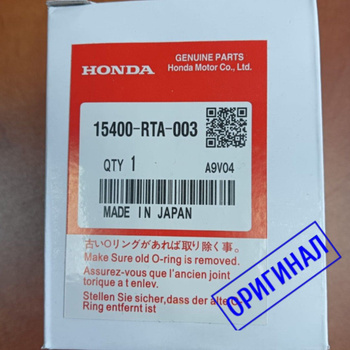 GENUINE PARTS
HONDA Honda Motor Co., Ltd.
15400-RTA-003
QTY 1 A9V04
MADE IN JAPAN
古いOリングがあれば取り除く事。
Make Sure old O-ring is removed.
Assurez-vous que l'ancien joint
torique a t enlev.
Stellen Sie sicher,dass der alte O-
Ring entfernt ist
ОРИГИНАЛ